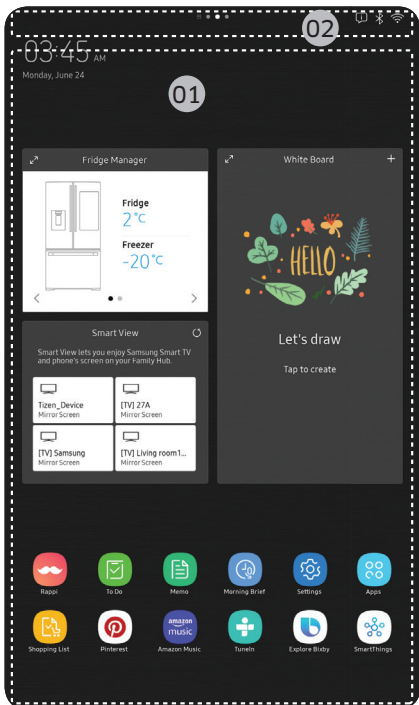 02
03:45 AM
Monday, June 24
01
Fridge Manager
Fridge
2°C
Freezer
-20°C
Smart View
Smart View lets you enjoy Samsung Smart TV
and phone's screen on your Family Hub.
Tizen_Device
Mirror Screen
[TV] 27A
Mirror Screen
[TV] Samsung
Mirror Screen
[TV] Living room1...
Mirror Screen
White Board
HELLO
Let's draw
Tap to create
Rappi
To Do
Memo
Morning Brief
Settings
Apps
amazon
music
Shopping List
Pinterest
Amazon Music
TuneIn
Explore Bixby
SmartThings